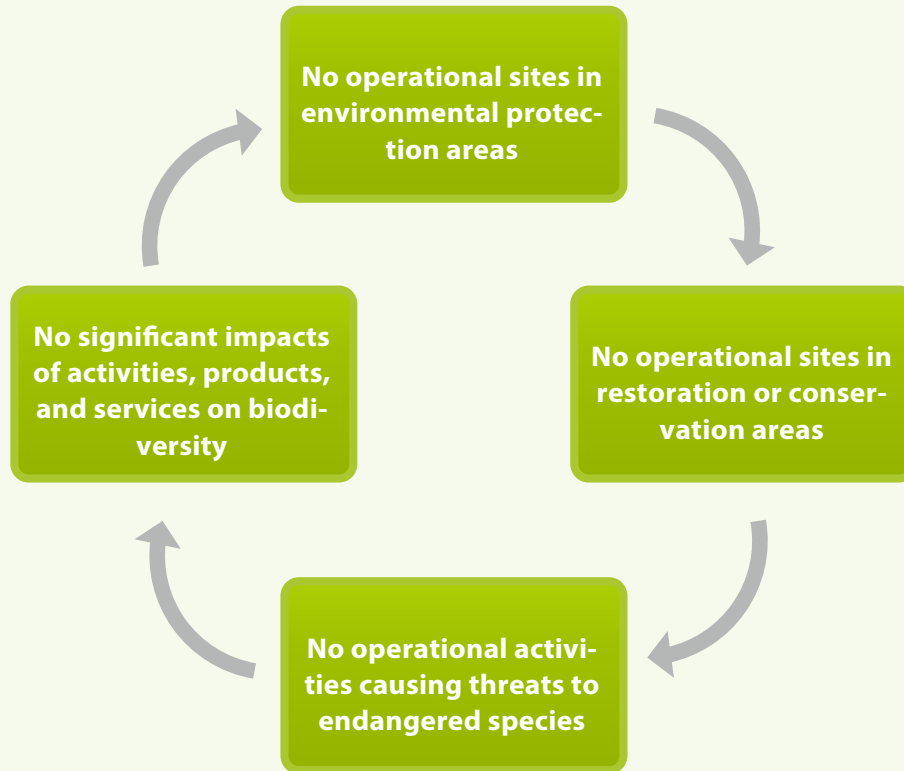 No operational sites in
environmental protec-
tion areas
No significant impacts
of activities, products,
and services on biodi-
versity
No operational sites in
restoration or conser-
vation areas
No operational activi-
ties causing threats to
endangered species